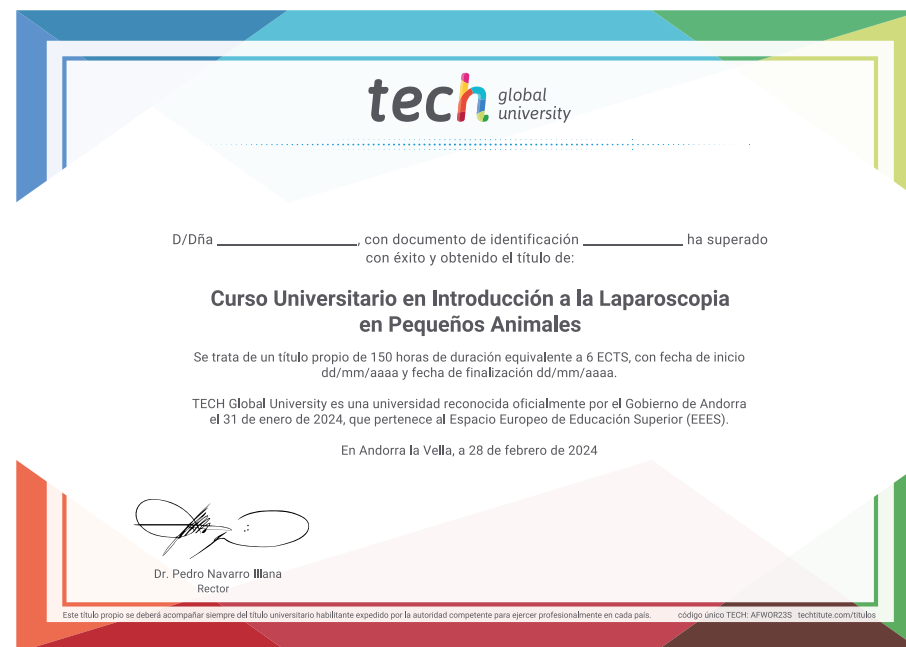 tech global
university
D/Dña ____________________, con documento de identificación ______________ ha superado
con éxito y obtenido el título de:
Curso Universitario en Introducción a la Laparoscopia
en Pequeños Animales
Se trata de un título propio de 150 horas de duración equivalente a 6 ECTS, con fecha de inicio
dd/mm/aaaa y fecha de finalización dd/mm/aaaa.
TECH Global University es una universidad reconocida oficialmente por el Gobierno de Andorra
el 31 de enero de 2024, que pertenece al Espacio Europeo de Educación Superior (EEES).
En Andorra la Vella, a 28 de febrero de 2024
Dr. Pedro Navarro Illana
Rector
Este título propio se deberá acompañar siempre del título universitario habilitante expedido por la autoridad competente para ejercer profesionalmente en cada país. código único TECH: AFWOR23S techtitute.com/titulos